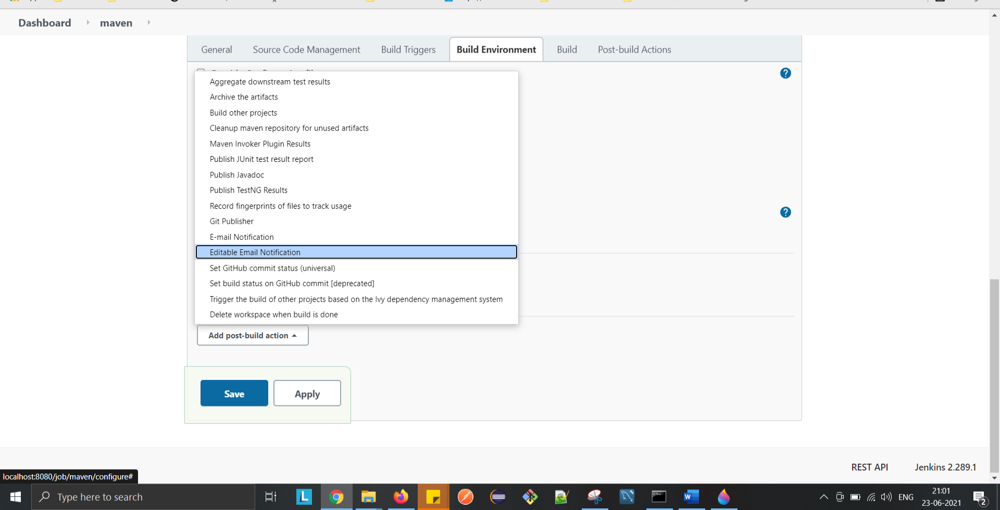 Dashboard maven
General Source Code Management Build Triggers Build Environment Build Post-build Actions
Aggregate downstream test results
Archive the artifacts
Build other projects
Cleanup maven repository for unused artifacts
Maven Invoker Plugin Results
Publish JUnit test result report
Publish Javadoc
Publish TestNG Results
Record fingerprints of files to track usage
Git Publisher
E-mail Notification
Editable Email Notification
Set GitHub commit status (universal)
Set build status on GitHub commit [deprecated]
Trigger the build of other projects based on the Ivy dependency management system
Delete workspace when build is done
Add post-build action
Save Apply
REST API Jenkins 2.289.1
localhost:8080/job/maven/configure#
Type here to search
L
W
ENG
21:01
23-06-2021
2